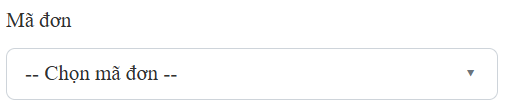 Mã đơn
-- Chọn mã đơn --